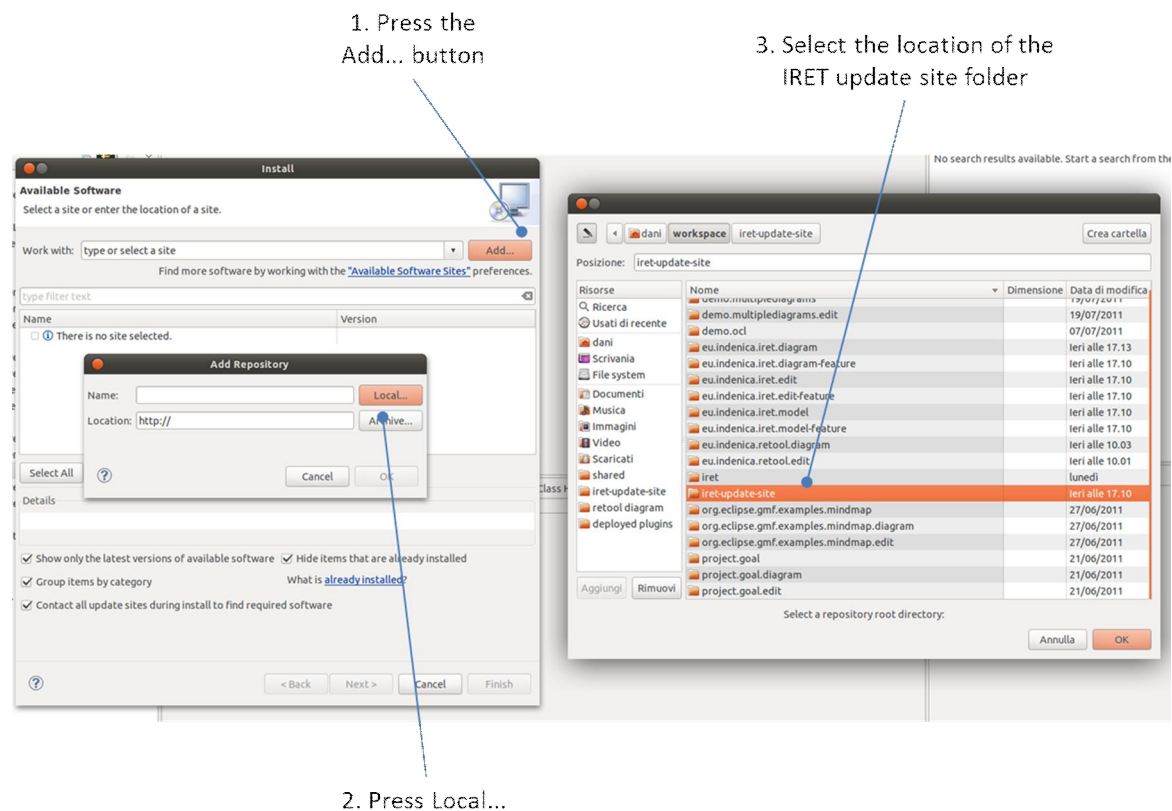 1. Press the
Add... button
3. Select the location of the
IRET update site folder
No search results available. Start a search from the
Install
Available Software
Select a site or enter the location of a site.
Work with: type or select a site Add...
Find more software by working with the "Available Software Sites" preferences.
type filter text
Name Version
There is no site selected.
Add Repository
Name: Local...
Location: http:// Archive...
Cancel OK
Select All
Details
Class H
Show only the latest versions of available software Hide items that are already installed
Group items by category What is already installed?
Contact all update sites during install to find required software
< Back Next > Cancel Finish
dani workspace iret-update-site Crea cartella
Posizione: iret-update-site
Risorse
Ricerca
Usati di recente
dani
Scrivania
File system
Documenti
Musica
Immagini
Video
Scaricati
shared
iret-update-site
retool diagram
deployed plugins
Aggiungi Rimuovi
Nome Dimensione Data di modifica
demo.multiplediagrams 19/07/2011
demo.multiplediagrams.edit 19/07/2011
demo.ocl 07/07/2011
eu.indenica.iret.diagram Ieri alle 17.13
eu.indenica.iret.diagram-feature Ieri alle 17.10
eu.indenica.iret.edit Ieri alle 17.10
eu.indenica.iret.edit-feature Ieri alle 17.10
eu.indenica.iret.model Ieri alle 17.10
eu.indenica.iret.model-feature Ieri alle 17.10
eu.indenica.retool.diagram Ieri alle 10.03
eu.indenica.retool.edit Ieri alle 10.01
iret lunedì
iret-update-site Ieri alle 17.10
org.eclipse.gmf.examples.mindmap 27/06/2011
org.eclipse.gmf.examples.mindmap.diagram 27/06/2011
org.eclipse.gmf.examples.mindmap.edit 27/06/2011
project.goal 21/06/2011
project.goal.diagram 21/06/2011
project.goal.edit 21/06/2011
Select a repository root directory:
Annulla OK
2. Press Local...